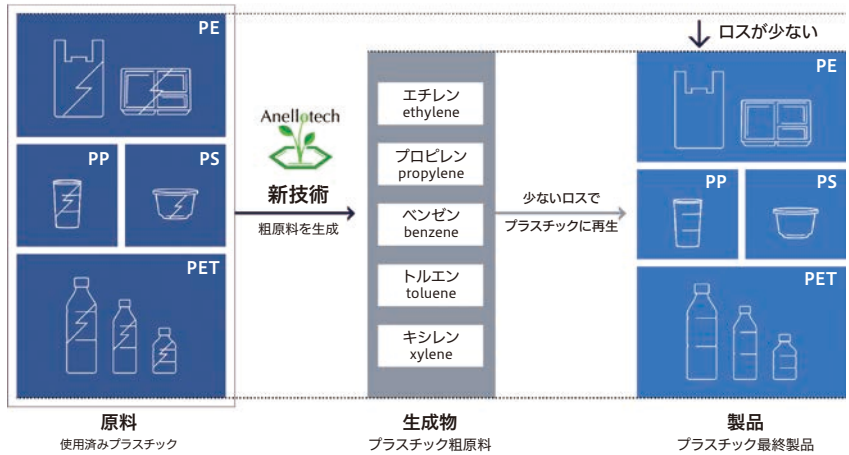 PE
PP
PS
PET
原料
使用済みプラスチック
Anellotech
新技術
粗原料を生成
エチレン
ethylene
プロピレン
propylene
ベンゼン
benzene
トルエン
toluene
キシレン
xylene
生成物
プラスチック粗原料
少ないロスで
プラスチックに再生
ロスが少ない
PE
PP
PS
PET
製品
プラスチック最終製品